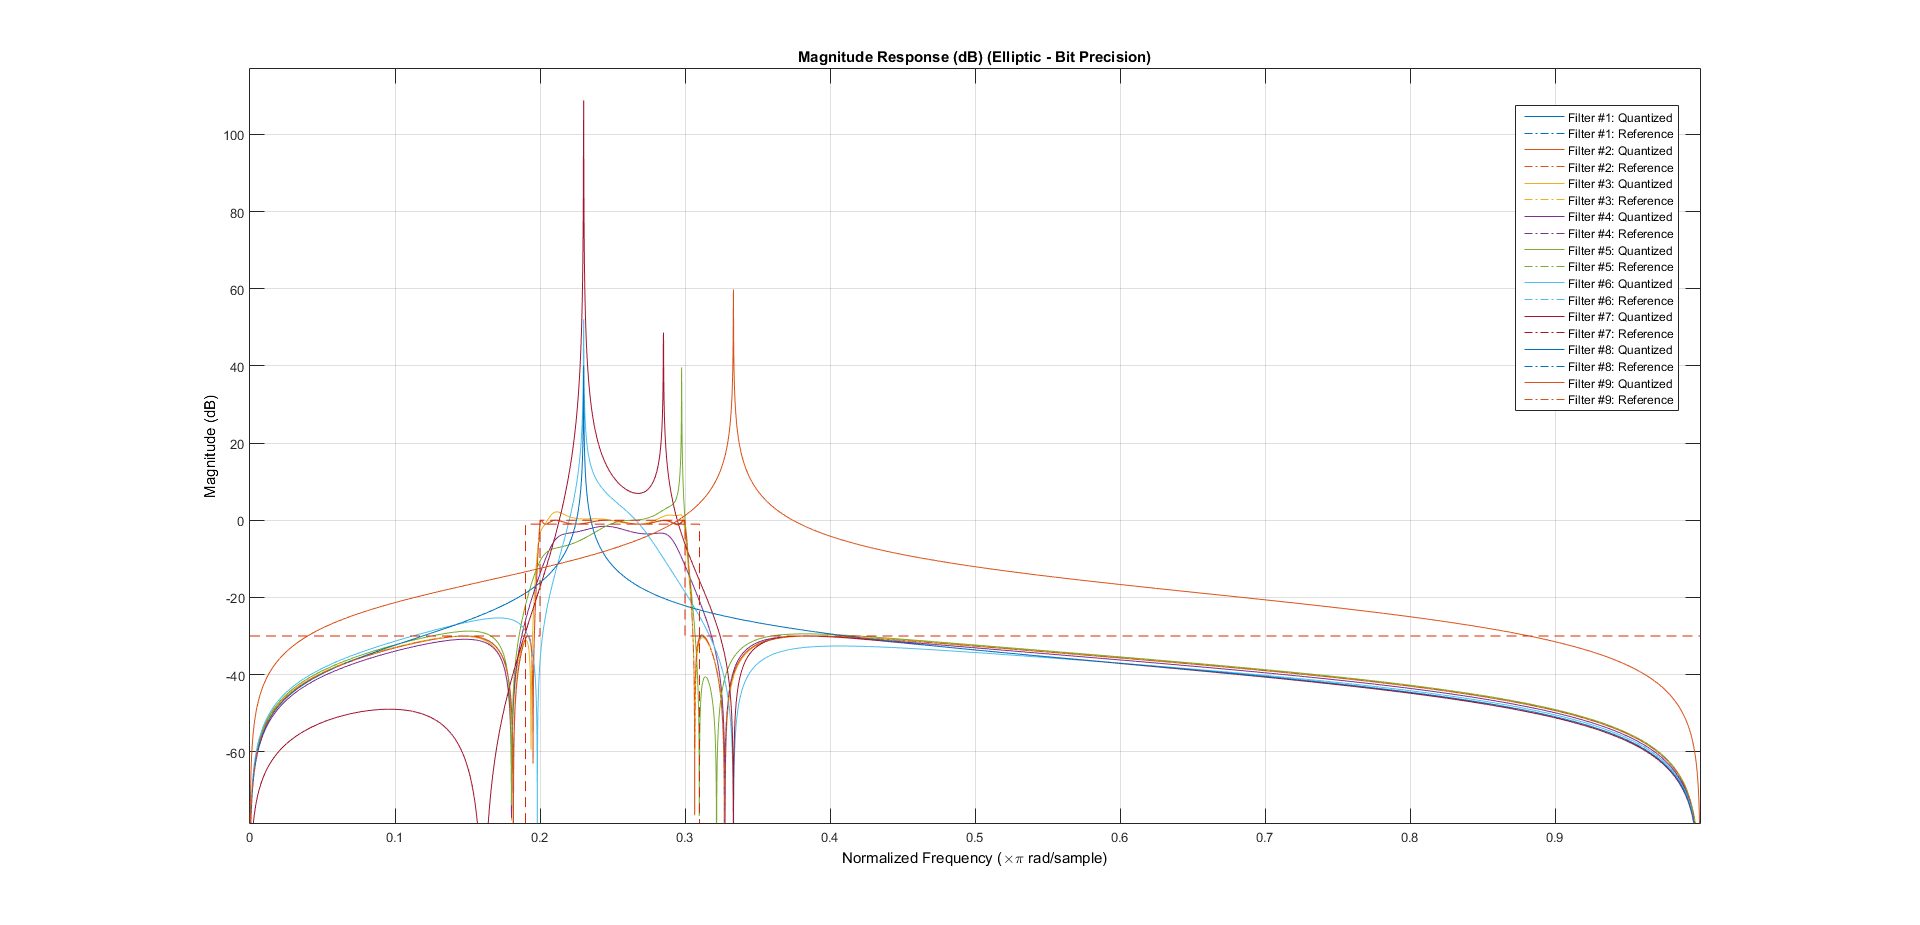 Magnitude Response (dB) (Elliptic - Bit Precision)
Filter #1: Quantized
Filter #1: Reference
Filter #2: Quantized
Filter #2: Reference
Filter #3: Quantized
Filter #3: Reference
Filter #4: Quantized
Filter #4: Reference
Filter #5: Quantized
Filter #5: Reference
Filter #6: Quantized
Filter #6: Reference
Filter #7: Quantized
Filter #7: Reference
Filter #8: Quantized
Filter #8: Reference
Filter #9: Quantized
Filter #9: Reference
Magnitude (dB)
100
80
60
40
20
0
-20
-40
-60
0 0.1 0.2 0.3 0.4 0.5 0.6 0.7 0.8 0.9
Normalized Frequency (×π rad/sample)